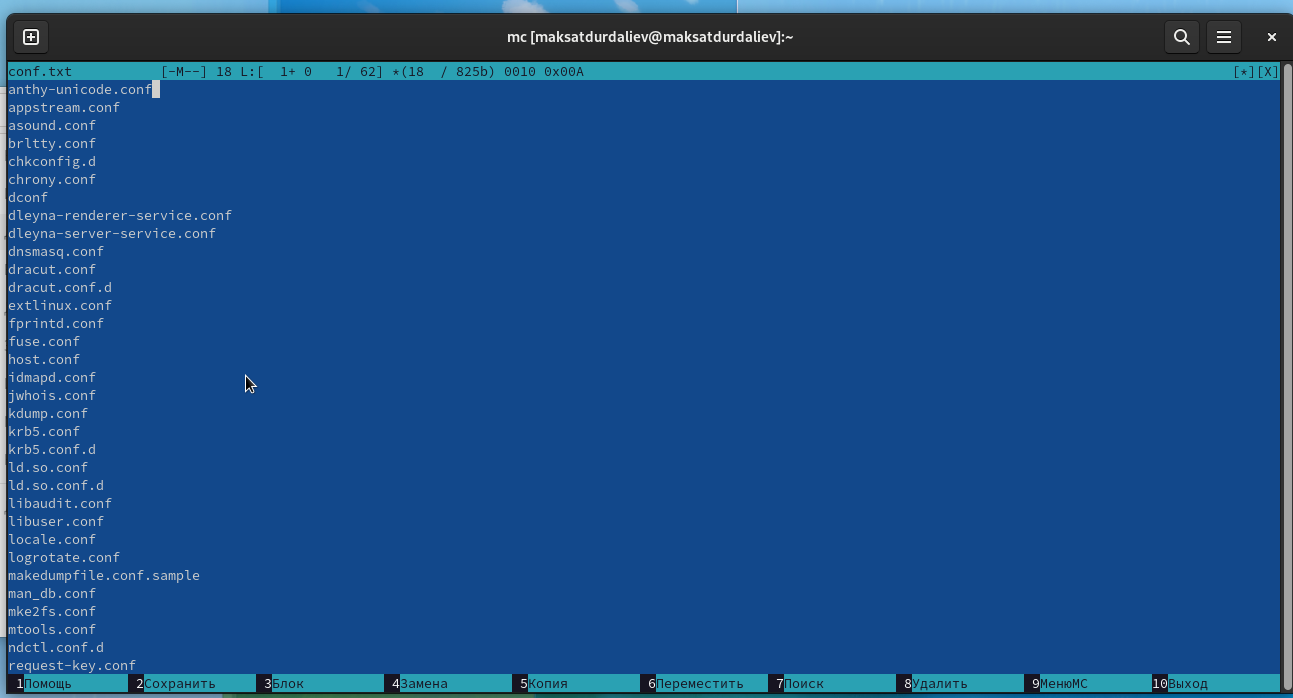 mc [maksatdurdaliev@maksatdurdaliev]:~
conf.txt [-M--] 18 L:[ 1+ 0 1/ 62] *(18 / 825b) 0010 0x00A [*][X]
anthy-unicode.conf
appstream.conf
asound.conf
brltty.conf
chkconfig.d
chrony.conf
dconf
dleyna-renderer-service.conf
dleyna-server-service.conf
dnsmasq.conf
dracut.conf
dracut.conf.d
extlinux.conf
fprintd.conf
fuse.conf
host.conf
idmapd.conf
jwhois.conf
kdump.conf
krb5.conf
krb5.conf.d
ld.so.conf
ld.so.conf.d
libaudit.conf
libuser.conf
locale.conf
logrotate.conf
makedumpfile.conf.sample
man_db.conf
mke2fs.conf
mtools.conf
ndctl.conf.d
request-key.conf
1Помощь 2Сохранить 3Блок 4Замена 5Копия 6Переместить 7Поиск 8Удалить 9МенюMC 10Выход